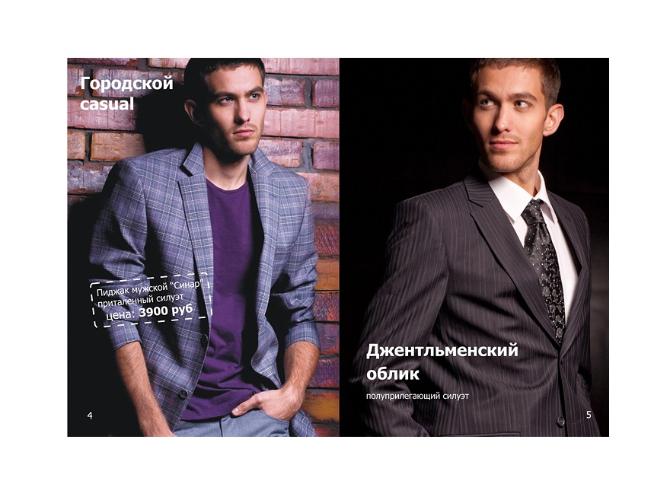 Городской
casual
Пиджак мужской "Синар"
приталенный силуэт
цена: 3900 руб
4
Джентльменский
облик
полуприлегающий силуэт
5